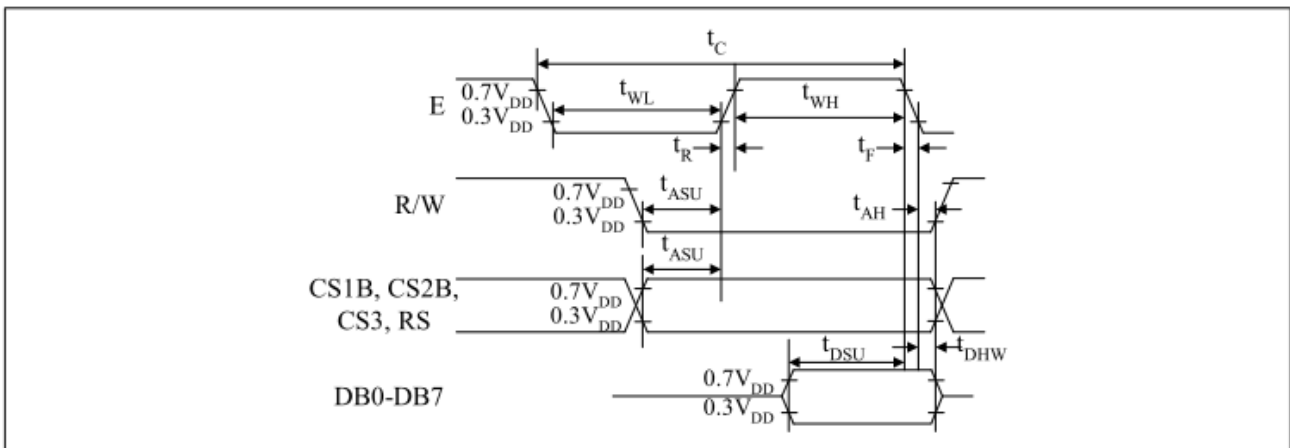 t_C
E
0.7V_DD
0.3V_DD
t_WL
t_WH
t_R
t_F
R/W
0.7V_DD
0.3V_DD
t_ASU
t_AH
t_ASU
CS1B, CS2B,
CS3, RS
0.7V_DD
0.3V_DD
t_DSU
t_DHW
DB0-DB7
0.7V_DD
0.3V_DD